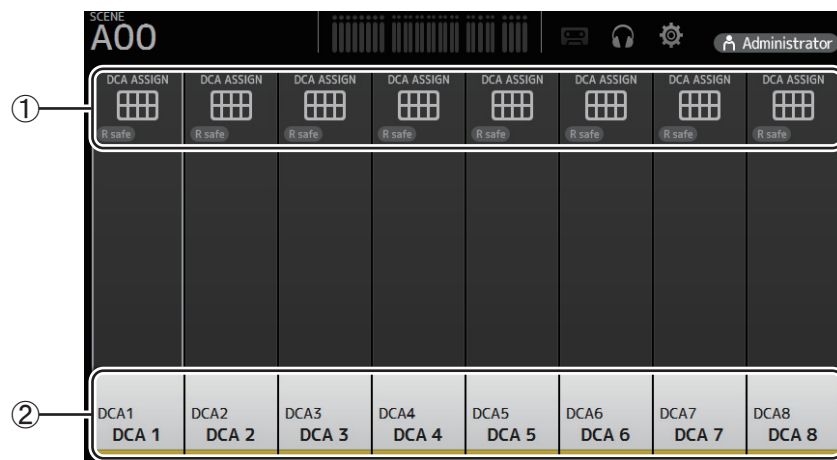 SCENE
A00
Administrator
①
DCA ASSIGN DCA ASSIGN DCA ASSIGN DCA ASSIGN DCA ASSIGN DCA ASSIGN DCA ASSIGN DCA ASSIGN
R safe R safe R safe R safe R safe R safe R safe R safe
②
DCA1 DCA2 DCA3 DCA4 DCA5 DCA6 DCA7 DCA8
DCA 1 DCA 2 DCA 3 DCA 4 DCA 5 DCA 6 DCA 7 DCA 8